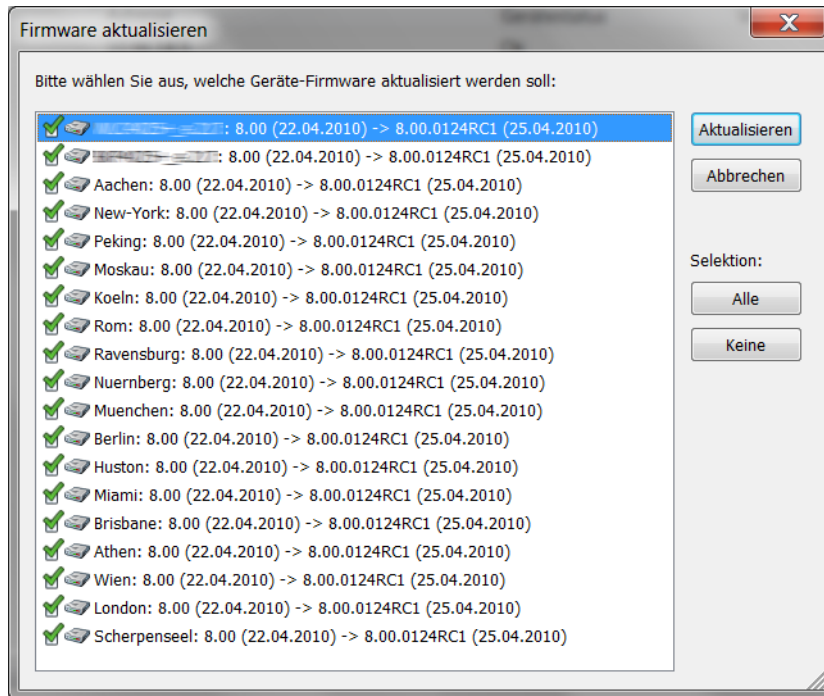 Firmware aktualisieren
Bitte wählen Sie aus, welche Geräte-Firmware aktualisiert werden soll:
: 8.00 (22.04.2010) -> 8.00.0124RC1 (25.04.2010)
: 8.00 (22.04.2010) -> 8.00.0124RC1 (25.04.2010)
Aachen: 8.00 (22.04.2010) -> 8.00.0124RC1 (25.04.2010)
New-York: 8.00 (22.04.2010) -> 8.00.0124RC1 (25.04.2010)
Peking: 8.00 (22.04.2010) -> 8.00.0124RC1 (25.04.2010)
Moskau: 8.00 (22.04.2010) -> 8.00.0124RC1 (25.04.2010)
Koeln: 8.00 (22.04.2010) -> 8.00.0124RC1 (25.04.2010)
Rom: 8.00 (22.04.2010) -> 8.00.0124RC1 (25.04.2010)
Ravensburg: 8.00 (22.04.2010) -> 8.00.0124RC1 (25.04.2010)
Nuernberg: 8.00 (22.04.2010) -> 8.00.0124RC1 (25.04.2010)
Muenchen: 8.00 (22.04.2010) -> 8.00.0124RC1 (25.04.2010)
Berlin: 8.00 (22.04.2010) -> 8.00.0124RC1 (25.04.2010)
Huston: 8.00 (22.04.2010) -> 8.00.0124RC1 (25.04.2010)
Miami: 8.00 (22.04.2010) -> 8.00.0124RC1 (25.04.2010)
Brisbane: 8.00 (22.04.2010) -> 8.00.0124RC1 (25.04.2010)
Athen: 8.00 (22.04.2010) -> 8.00.0124RC1 (25.04.2010)
Wien: 8.00 (22.04.2010) -> 8.00.0124RC1 (25.04.2010)
London: 8.00 (22.04.2010) -> 8.00.0124RC1 (25.04.2010)
Scherpenseel: 8.00 (22.04.2010) -> 8.00.0124RC1 (25.04.2010)
Aktualisieren
Abbrechen
Selektion:
Alle
Keine